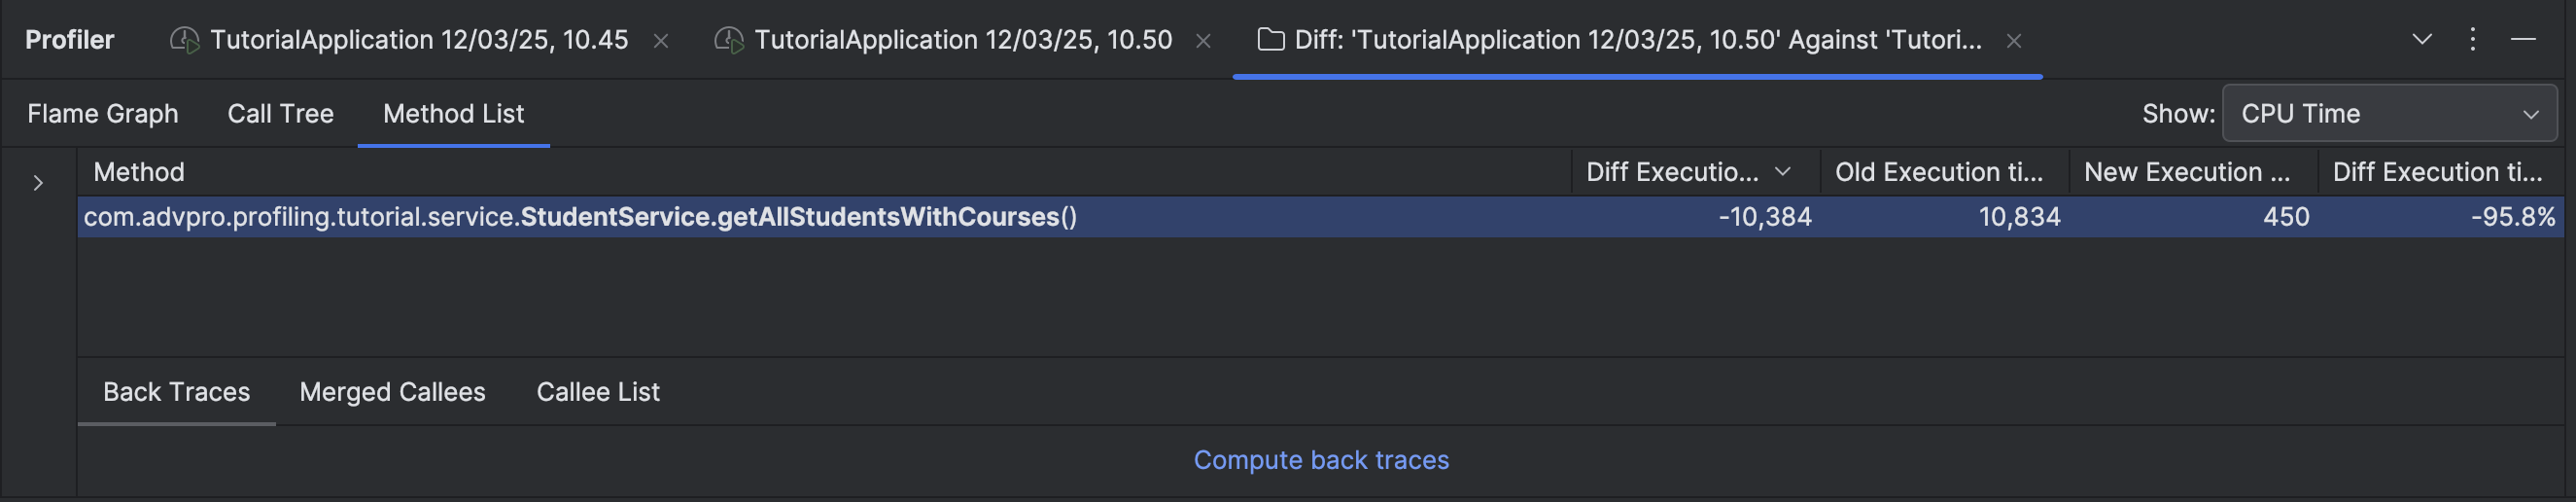 Profiler TutorialApplication 12/03/25, 10.45 TutorialApplication 12/03/25, 10.50 Diff: 'TutorialApplication 12/03/25, 10.50' Against 'Tutori...
Flame Graph Call Tree Method List Show: CPU Time
Method Diff Executio... Old Execution ti... New Execution ... Diff Execution ti...
com.advpro.profiling.tutorial.service.StudentService.getAllStudentsWithCourses() -10,384 10,834 450 -95.8%
Back Traces Merged Callees Callee List
Compute back traces